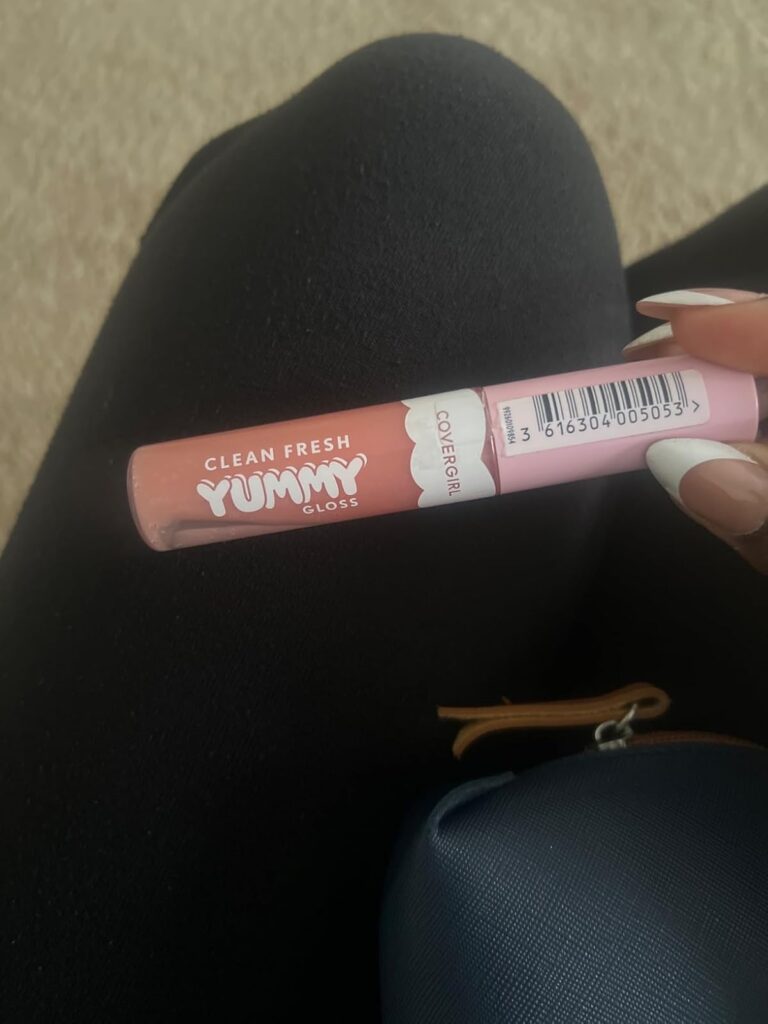 CLEAN FRESH
YUMMY
GLOSS
COVERGIRL
3 616304 005053 >